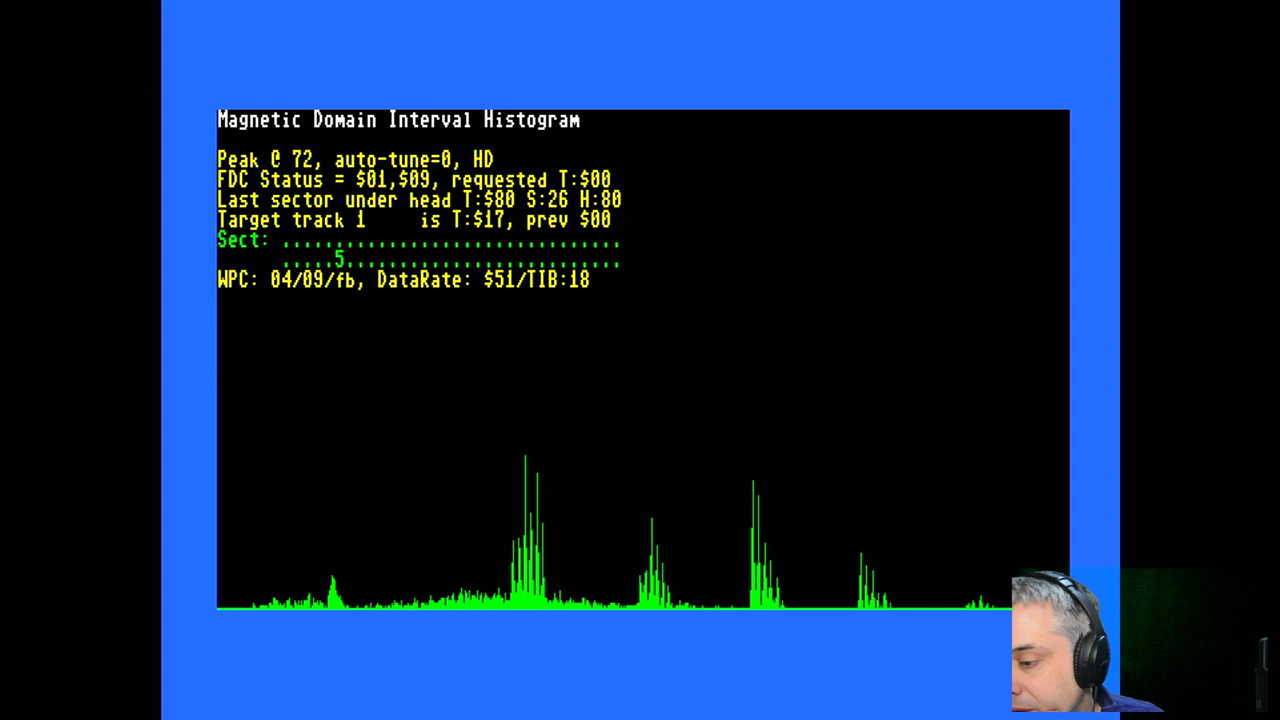 Magnetic Domain Interval Histogram
Peak @ 72, auto-tune=0, HD
FDC Status = $01,$09, requested T:$00
Last sector under head T:$80 S:26 H:80
Target track 1     is T:$17, prev $00
Sect: ................................
.....5..........................
WPC: 04/09/fb, DataRate: $51/TIB:18